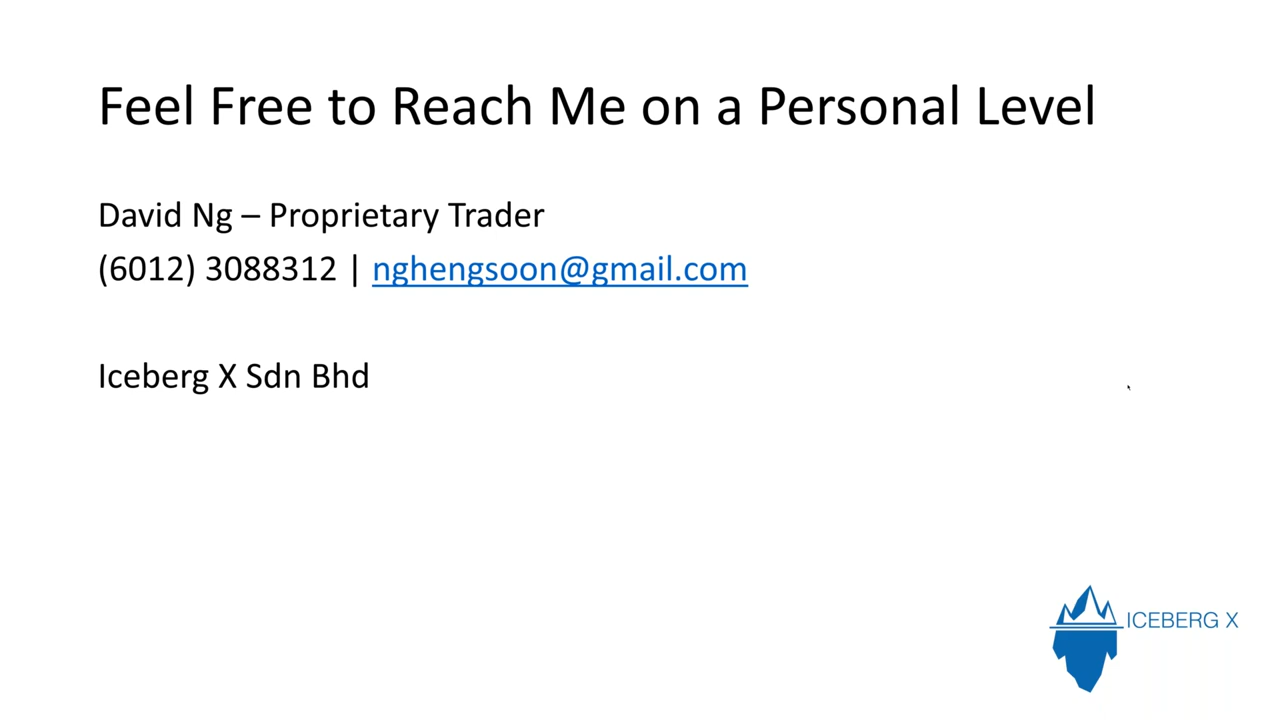 Feel Free to Reach Me on a Personal Level
David Ng – Proprietary Trader
(6012) 3088312 | nghengsoon@gmail.com
Iceberg X Sdn Bhd
ICEBERG X